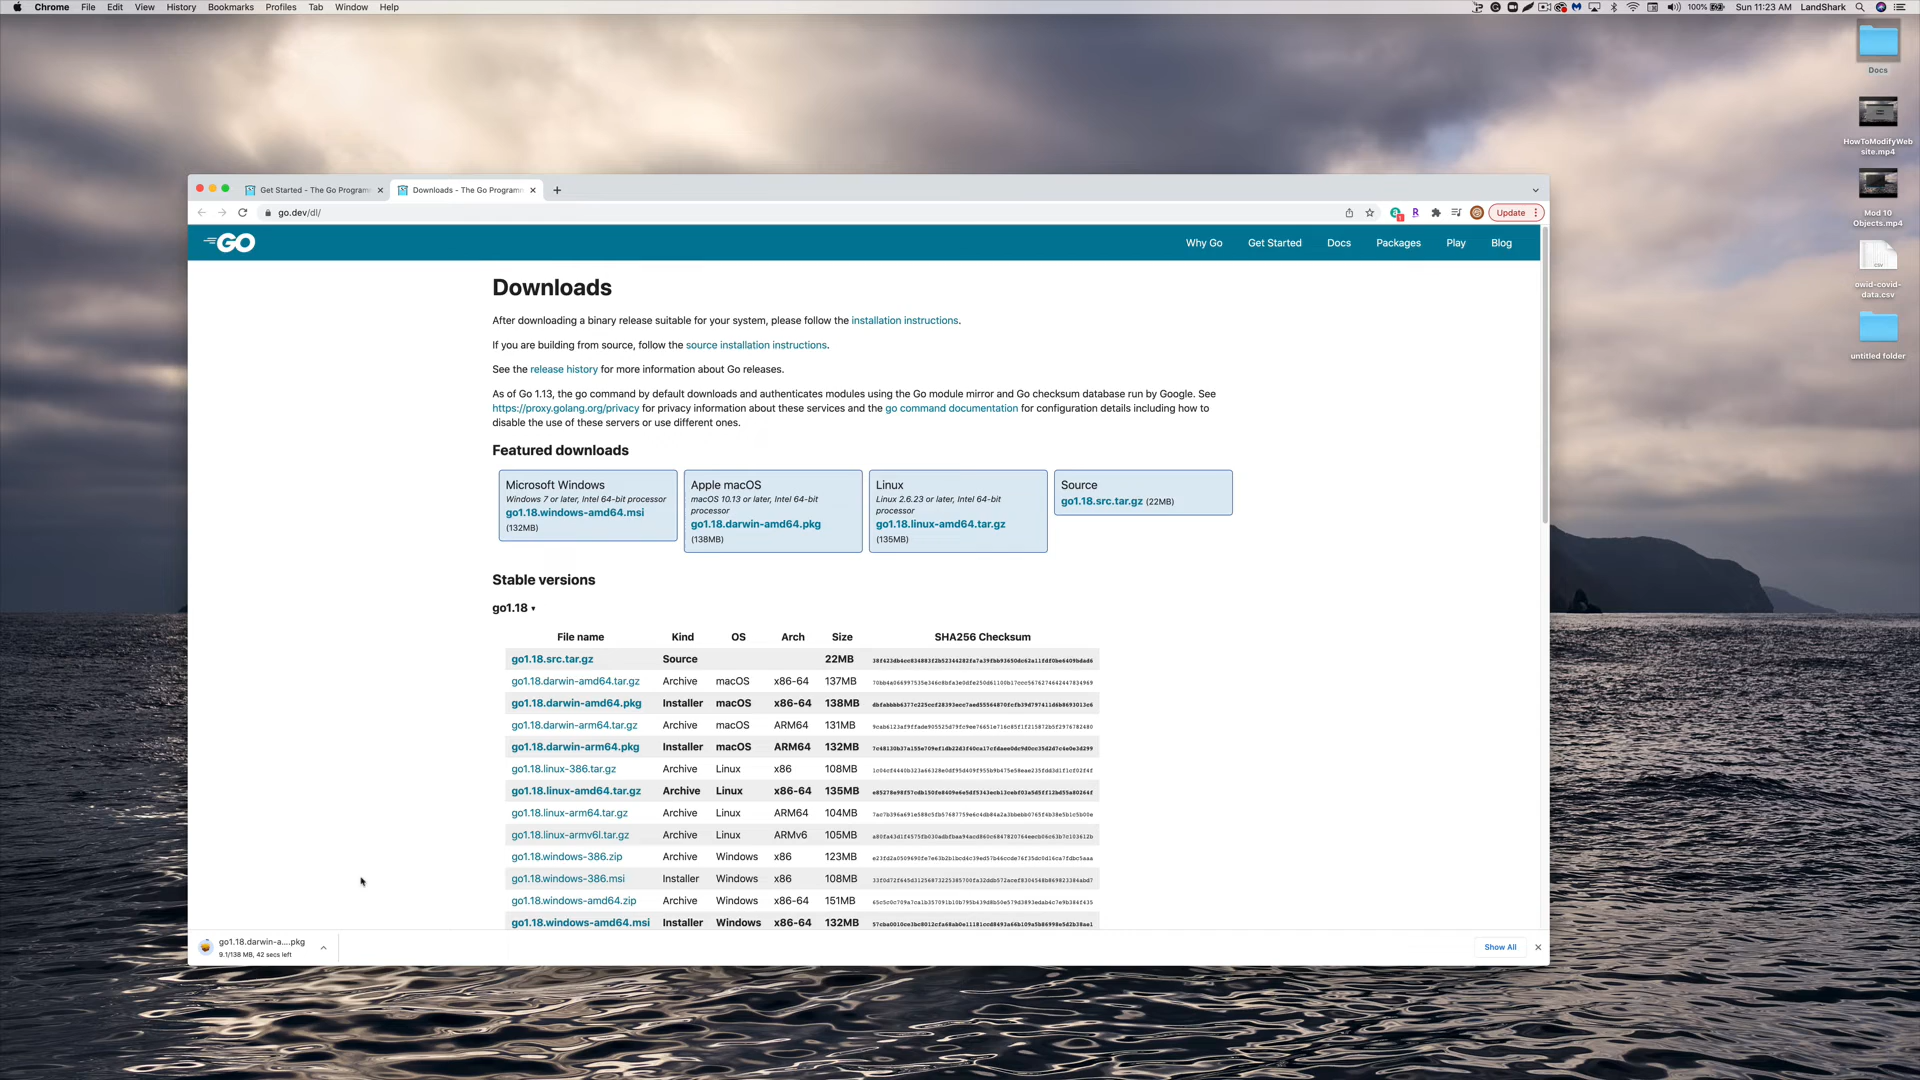 Chrome File Edit View History Bookmarks Profiles Tab Window Help
100% Sun 11:23 AM LandShark
Docs
HowToModifyWeb
site.mp4
Mod 10
Objects.mp4
CSV
owid-covid-
data.csv
untitled folder
Get Started - The Go Program
Downloads - The Go Program
go.dev/dl/
Update
GO
Why Go Get Started Docs Packages Play Blog
Downloads
After downloading a binary release suitable for your system, please follow the installation instructions.
If you are building from source, follow the source installation instructions.
See the release history for more information about Go releases.
As of Go 1.13, the go command by default downloads and authenticates modules using the Go module mirror and Go checksum database run by Google. See
https://proxy.golang.org/privacy for privacy information about these services and the go command documentation for configuration details including how to
disable the use of these servers or use different ones.
Featured downloads
Microsoft Windows
Windows 7 or later, Intel 64-bit processor
go1.18.windows-amd64.msi
(132MB)
Apple macOS
macOS 10.13 or later, Intel 64-bit
processor
go1.18.darwin-amd64.pkg
(138MB)
Linux
Linux 2.6.23 or later, Intel 64-bit
processor
go1.18.linux-amd64.tar.gz
(135MB)
Source
go1.18.src.tar.gz (22MB)
Stable versions
go1.18 ▾
File name Kind OS Arch Size SHA256 Checksum
go1.18.src.tar.gz Source 22MB
go1.18.darwin-amd64.tar.gz Archive macOS x86-64 137MB
go1.18.darwin-amd64.pkg Installer macOS x86-64 138MB
go1.18.darwin-arm64.tar.gz Archive macOS ARM64 131MB
go1.18.darwin-arm64.pkg Installer macOS ARM64 132MB
go1.18.linux-386.tar.gz Archive Linux x86 108MB
go1.18.linux-amd64.tar.gz Archive Linux x86-64 135MB
go1.18.linux-arm64.tar.gz Archive Linux ARM64 104MB
go1.18.linux-armv6l.tar.gz Archive Linux ARMv6 105MB
go1.18.windows-386.zip Archive Windows x86 123MB
go1.18.windows-386.msi Installer Windows x86 108MB
go1.18.windows-amd64.zip Archive Windows x86-64 151MB
go1.18.windows-amd64.msi Installer Windows x86-64 132MB
go1.18.darwin-a....pkg
9.1/138 MB, 42 secs left
Show All